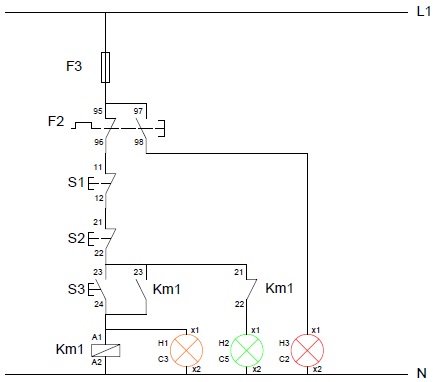 L1
F3
95 97
F2
96 98
11
S1
12
21
S2
22
23 23 21
S3 Km1 Km1
24 22
A1 x1 x1 x1
Km1 H1 H2 H3
C3 C5 C2
A2 x2 x2 x2
N